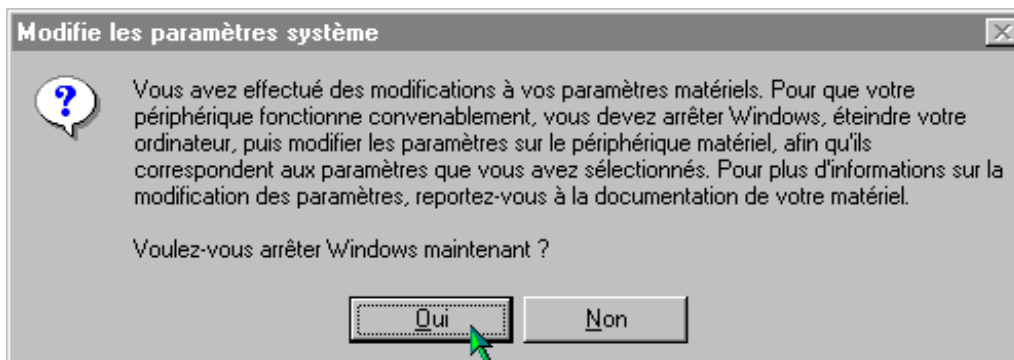 Modifie les paramètres système
Vous avez effectué des modifications à vos paramètres matériels. Pour que votre
périphérique fonctionne convenablement, vous devez arrêter Windows, éteindre votre
ordinateur, puis modifier les paramètres sur le périphérique matériel, afin qu'ils
correspondent aux paramètres que vous avez sélectionnés. Pour plus d'informations sur la
modification des paramètres, reportez-vous à la documentation de votre matériel.
Voulez-vous arrêter Windows maintenant ?
Oui Non